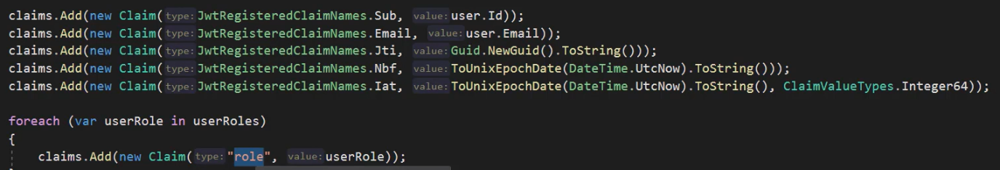 claims.Add(new Claim(type:JwtRegisteredClaimNames.Sub, value:user.Id));
claims.Add(new Claim(type:JwtRegisteredClaimNames.Email, value:user.Email));
claims.Add(new Claim(type:JwtRegisteredClaimNames.Jti, value:Guid.NewGuid().ToString()));
claims.Add(new Claim(type:JwtRegisteredClaimNames.Nbf, value:ToUnixEpochDate(DateTime.UtcNow).ToString()));
claims.Add(new Claim(type:JwtRegisteredClaimNames.Iat, value:ToUnixEpochDate(DateTime.UtcNow).ToString(), ClaimValueTypes.Integer64));
foreach (var userRole in userRoles)
{
claims.Add(new Claim(type:"role", value:userRole));